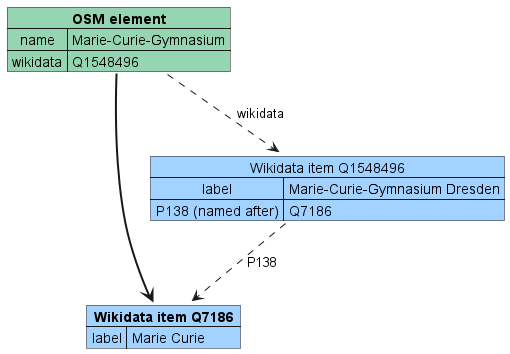 OSM element
name Marie-Curie-Gymnasium
wikidata Q1548496
wikidata
Wikidata item Q1548496
label Marie-Curie-Gymnasium Dresden
P138 (named after) Q7186
P138
Wikidata item Q7186
label Marie Curie